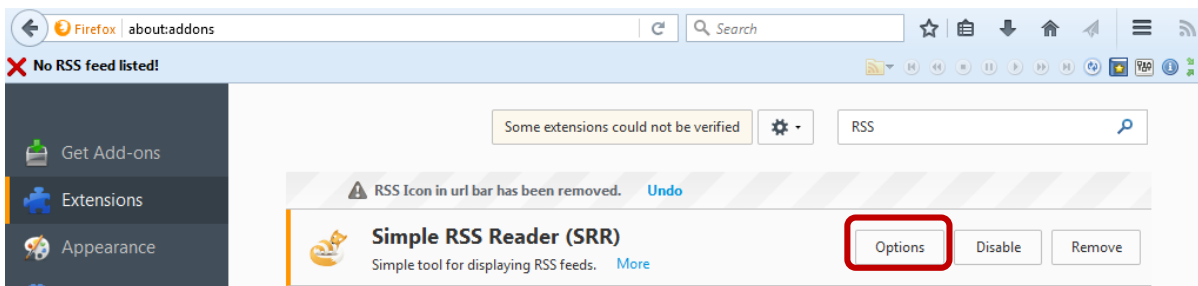 Firefox about:addons Search
No RSS feed listed!
Some extensions could not be verified RSS
Get Add-ons
RSS Icon in url bar has been removed. Undo
Extensions
Simple RSS Reader (SRR)
Options Disable Remove
Appearance
Simple tool for displaying RSS feeds. More